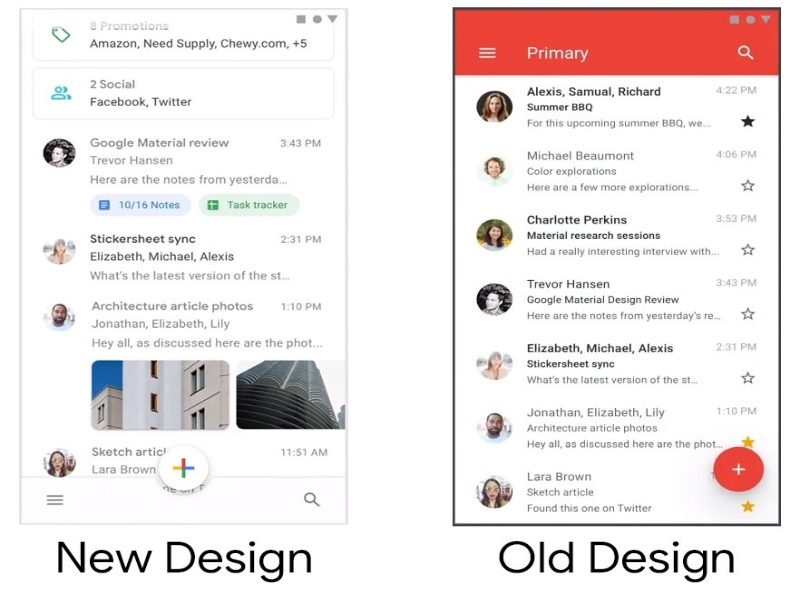 8 Promotions
Amazon, Need Supply, Chewy.com, +5
2 Social
Facebook, Twitter
Google Material review 3:43 PM
Trevor Hansen
Here are the notes from yesterda...
10/16 Notes Task tracker
Stickersheet sync 2:31 PM
Elizabeth, Michael, Alexis
What's the latest version of the st...
Architecture article photos 1:10 PM
Jonathan, Elizabeth, Lily
Hey all, as discussed here are the phot...
Sketch artic 11:51 AM
Lara Brown
New Design
Primary
Alexis, Samual, Richard 4:22 PM
Summer BBQ
For this upcoming summer BBQ, we...
Michael Beaumont 4:06 PM
Color explorations
Here are a few more explorations...
Charlotte Perkins 3:53 PM
Material research sessions
Had a really interesting interview with...
Trevor Hansen 3:43 PM
Google Material Design Review
Here are the notes from yesterday's re...
Elizabeth, Michael, Alexis 2:31 PM
Stickersheet sync
What's the latest version of the st...
Jonathan, Elizabeth, Lily 1:10 PM
Architecture article photos
Hey all, as discussed here are the phot...
Lara Brown
Sketch article
Found this one on Twitter
Old Design